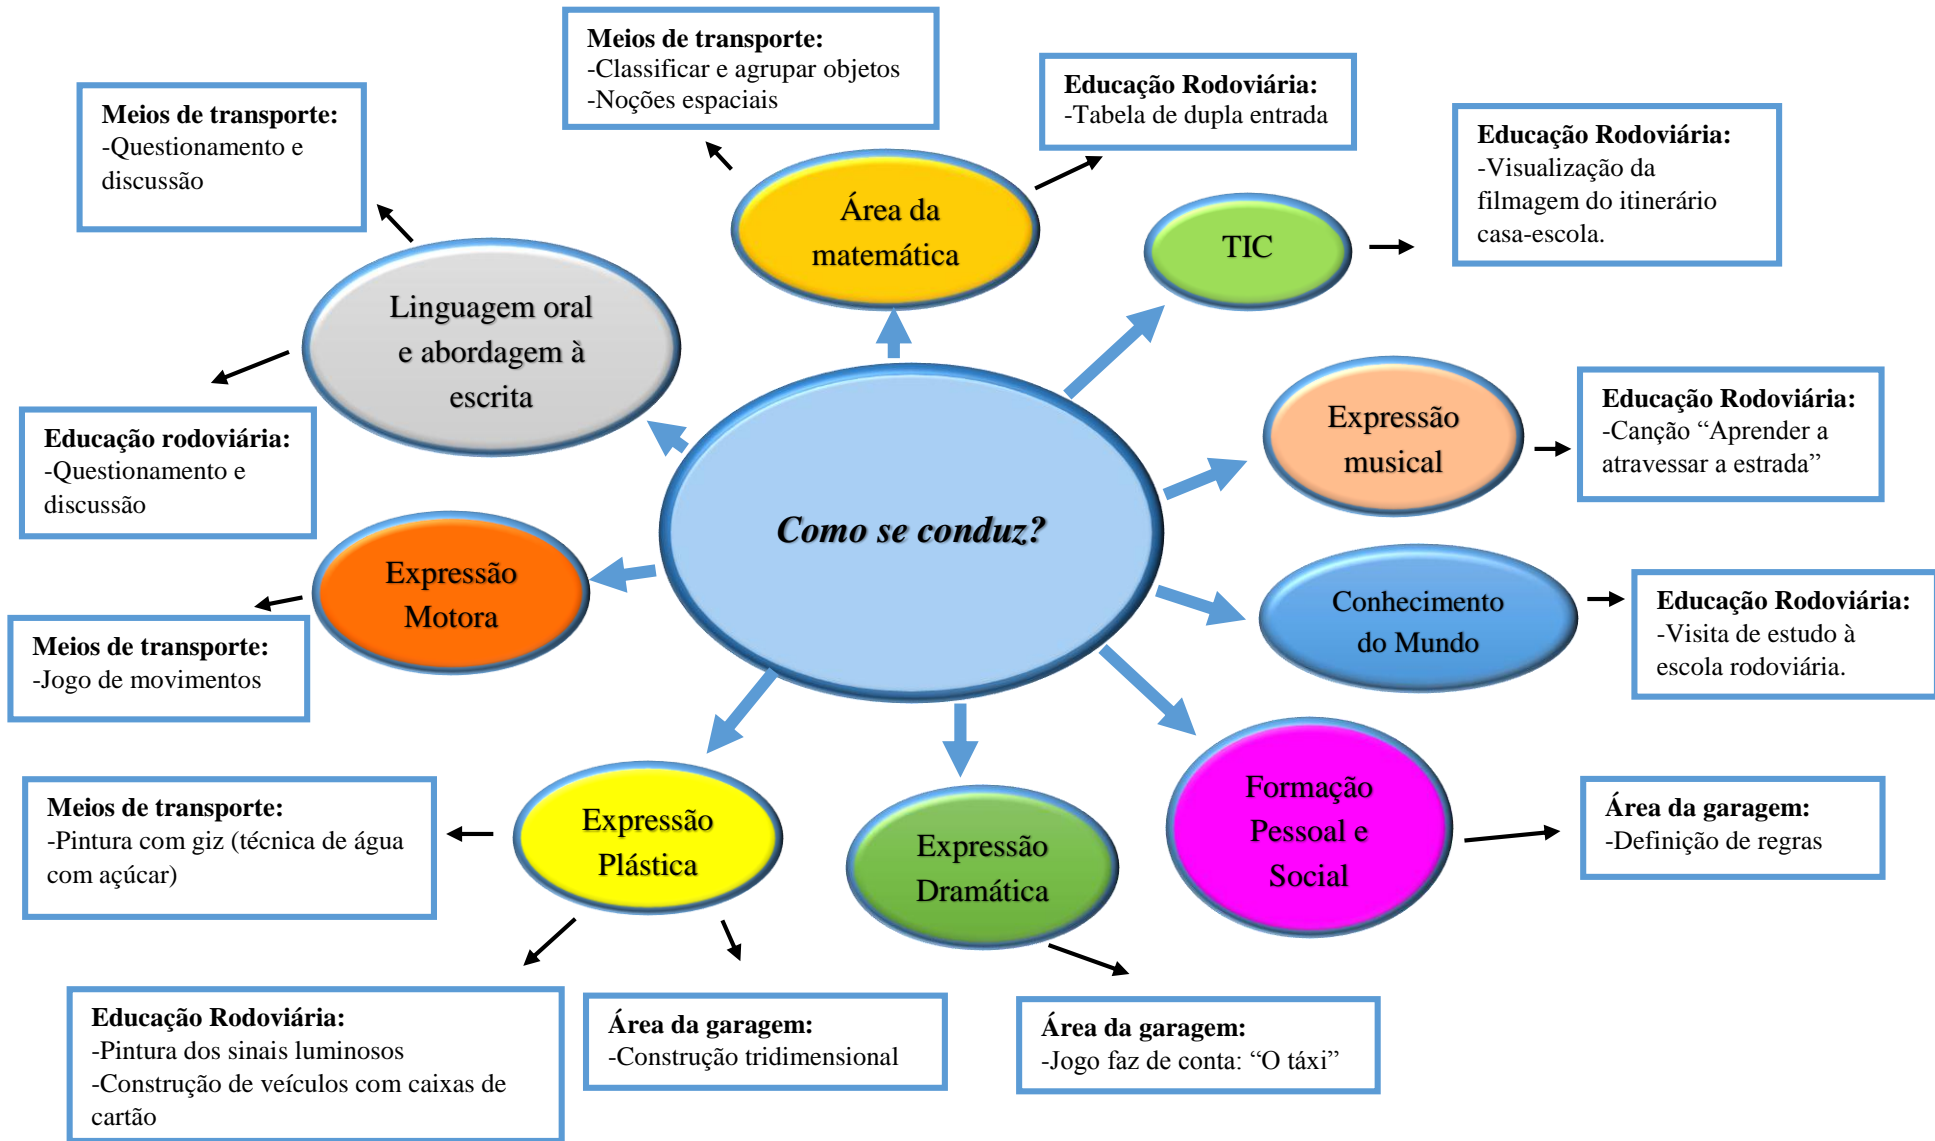 Meios de transporte:
-Classificar e agrupar objetos
-Noções espaciais
Educação Rodoviária:
-Tabela de dupla entrada
Meios de transporte:
-Questionamento e
discussão
Educação Rodoviária:
-Visualização da
filmagem do itinerário
casa-escola.
Área da
matemática
TIC
Linguagem oral
e abordagem à
escrita
Expressão
musical
Educação Rodoviária:
-Canção “Aprender a
atravessar a estrada”
Educação rodoviária:
-Questionamento e
discussão
Como se conduz?
Expressão
Motora
Conhecimento
do Mundo
Educação Rodoviária:
-Visita de estudo à
escola rodoviária.
Meios de transporte:
-Jogo de movimentos
Formação
Pessoal e
Social
Área da garagem:
-Definição de regras
Meios de transporte:
-Pintura com giz (técnica de água
com açúcar)
Expressão
Plástica
Expressão
Dramática
Educação Rodoviária:
-Pintura dos sinais luminosos
-Construção de veículos com caixas de
cartão
Área da garagem:
-Construção tridimensional
Área da garagem:
-Jogo faz de conta: “O táxi”